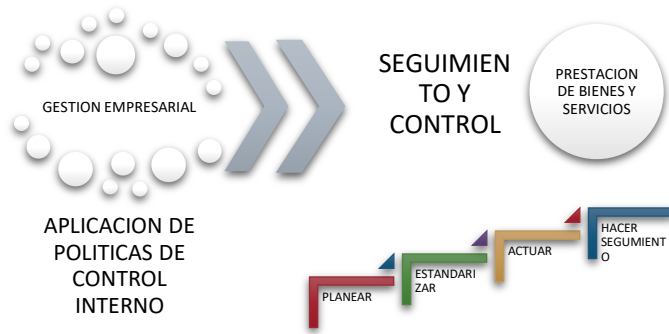 GESTION EMPRESARIAL
APLICACION DE
POLITICAS DE
CONTROL
INTERNO
SEGUIMIEN
TO Y
CONTROL
PRESTACION
DE BIENES Y
SERVICIOS
PLANEAR
ESTANDARI
ZAR
ACTUAR
HACER
SEGUMIENT
O